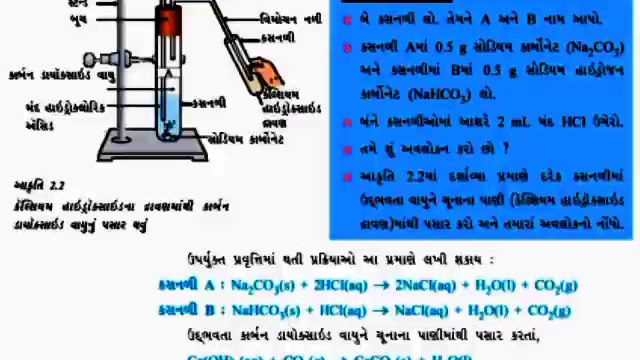 સ્ટેન્ડ
બૂચ
વિમોચન નળી
કસનળી
A
કાર્બન ડાયૉક્સાઇડ વાયુ
કૅલ્શિયમ
હાઇડ્રૉક્સાઇડ
દ્રાવણ
મંદ હાઇડ્રૉક્લોરિક
ઍસિડ
કસનળી
સોડિયમ કાર્બોનેટ
આકૃતિ 2.2
કૅલ્શિયમ હાઇડ્રૉક્સાઇડના દ્રાવણમાંથી કાર્બન
ડાયૉક્સાઇડ વાયુનું પસાર થવું
બે કસનળી લો. તેમને A અને B નામ આપો.
કસનળી Aમાં 0.5 g સોડિયમ કાર્બોનેટ (Na₂CO₃)
અને કસનળીમાં Bમાં 0.5 g સોડિયમ હાઇડ્રોજન
કાર્બોનેટ (NaHCO₃) લો.
બંને કસનળીઓમાં આશરે 2 mL મંદ HCl ઉમેરો.
તમે શું અવલોકન કરો છો ?
આકૃતિ 2.2માં દર્શાવ્યા પ્રમાણે દરેક કસનળીમાં
ઉદ્ભવતા વાયુને ચૂનાના પાણી (કૅલ્શિયમ હાઇડ્રૉક્સાઇડ
દ્રાવણ)માંથી પસાર કરો અને તમારાં અવલોકનો નોંધો.
ઉપર્યુક્ત પ્રવૃત્તિમાં થતી પ્રક્રિયાઓ આ પ્રમાણે લખી શકાય :
કસનળી A : Na₂CO₃(s) + 2HCl(aq) → 2NaCl(aq) + H₂O(l) + CO₂(g)
કસનળી B : NaHCO₃(s) + HCl(aq) → NaCl(aq) + H₂O(l) + CO₂(g)
ઉદ્ભવતા કાર્બન ડાયૉક્સાઇડ વાયુને ચૂનાના પાણીમાંથી પસાર કરતાં,